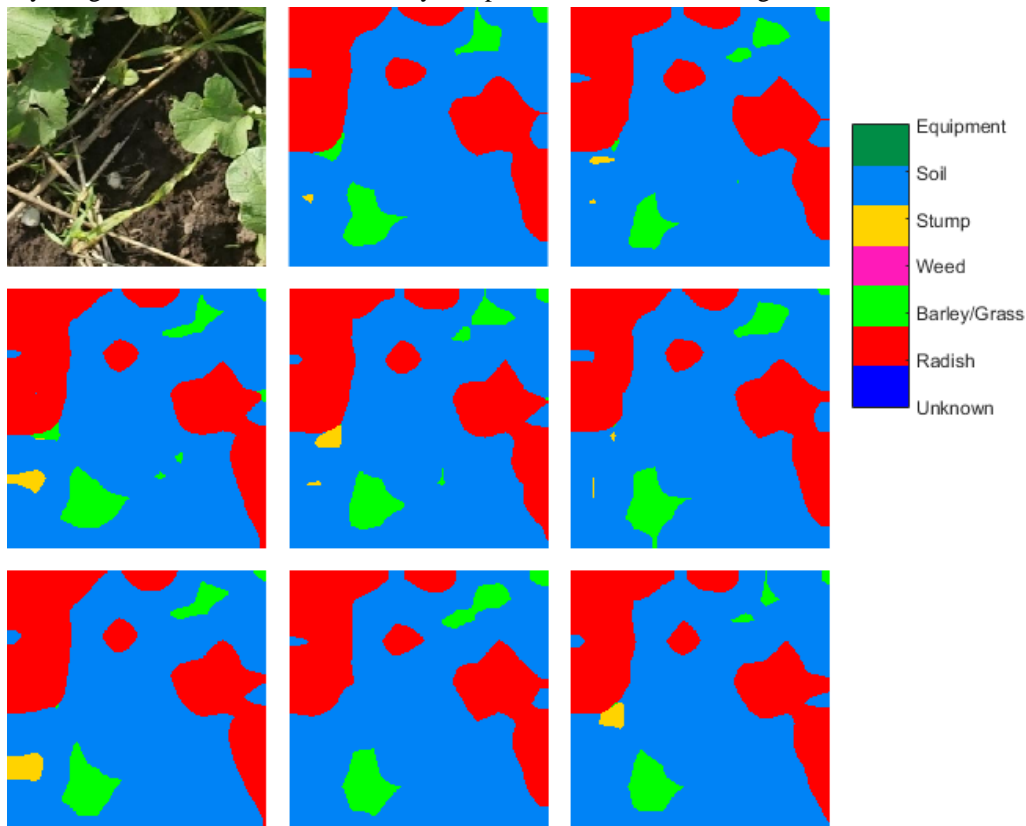 Equipment
Soil
Stump
Weed
Barley/Grass
Radish
Unknown